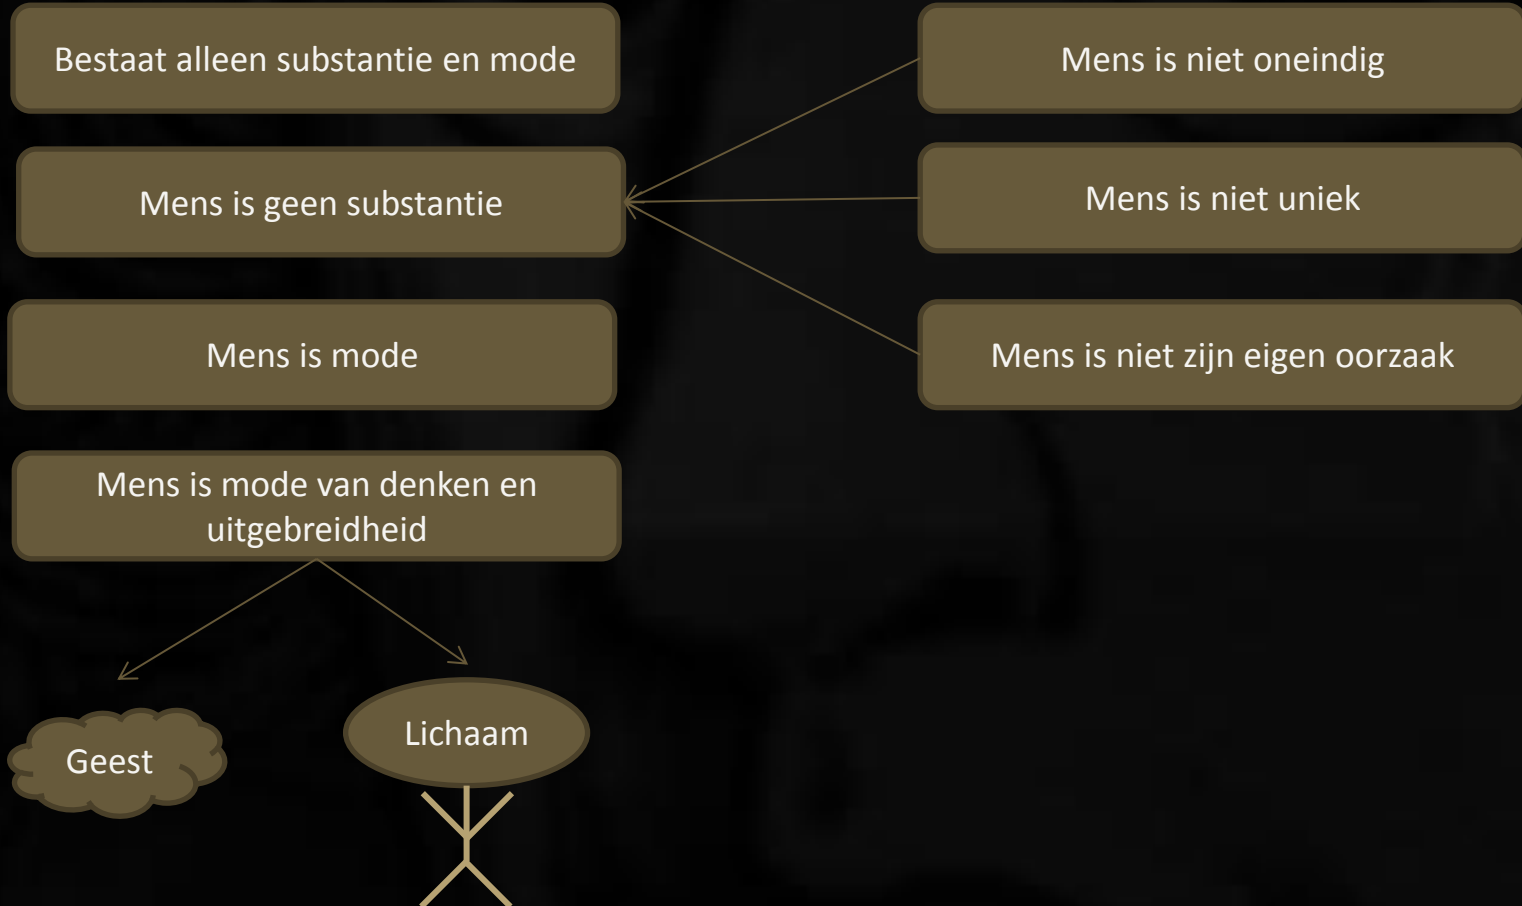 Bestaat alleen substantie en mode
Mens is geen substantie
Mens is mode
Mens is mode van denken en
uitgebreidheid
Geest
Lichaam
Mens is niet oneindig
Mens is niet uniek
Mens is niet zijn eigen oorzaak